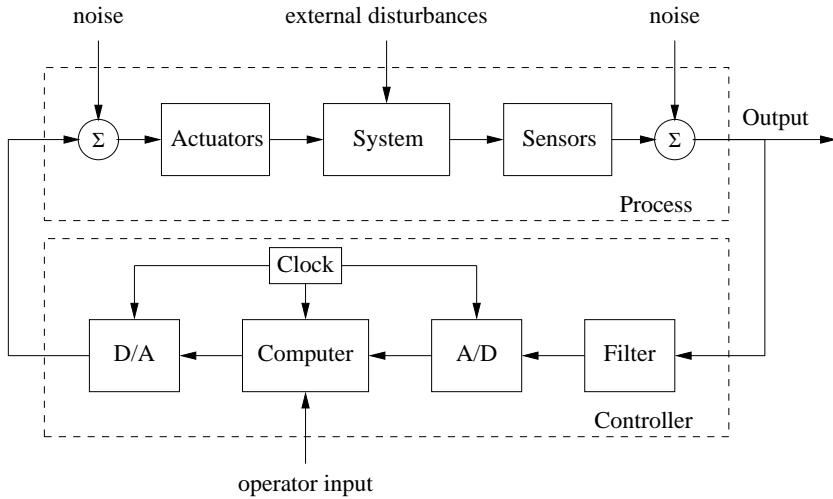 noise
external disturbances
noise
Σ
Actuators
System
Sensors
Σ
Output
Process
Clock
D/A
Computer
A/D
Filter
Controller
operator input